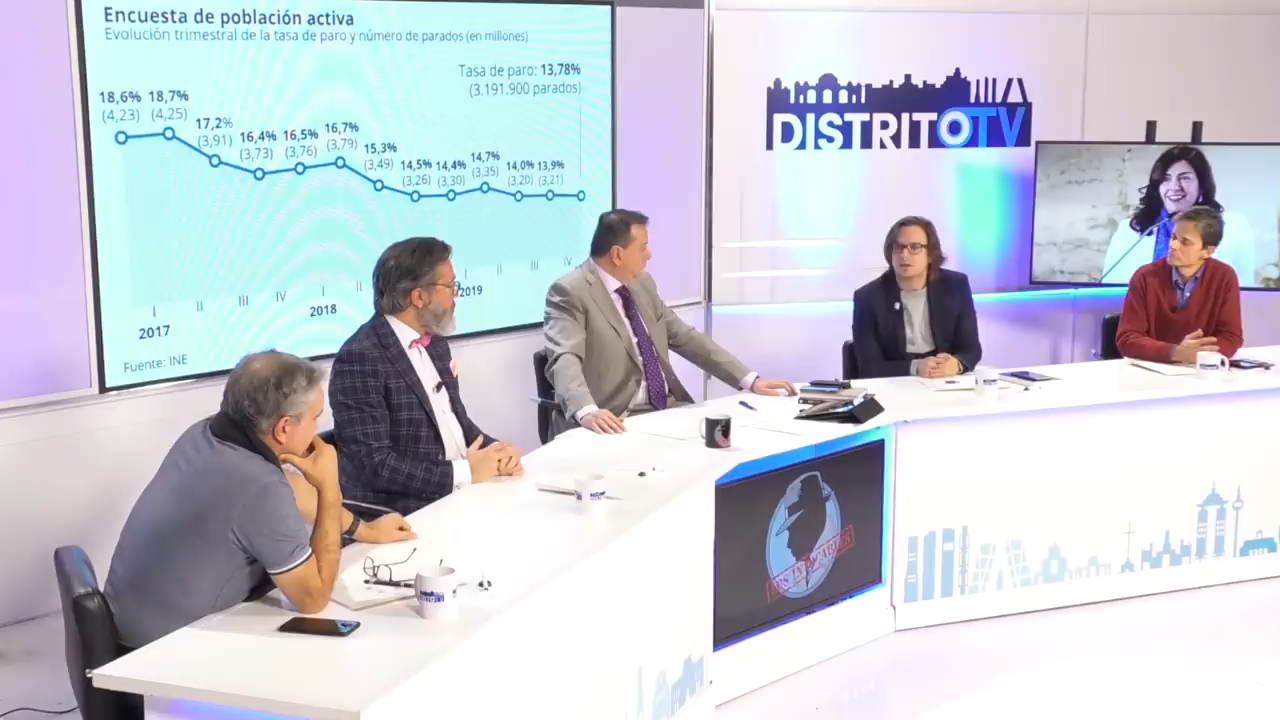 Encuesta de población activa
Evolución trimestral de la tasa de paro y número de parados (en millones)
Tasa de paro: 13,78%
(3.191.900 parados)
18,6% 18,7%
(4,23) (4,25)
17,2%
(3,91)
16,4% 16,5% 16,7%
(3,73) (3,76) (3,79)
15,3%
(3,49)
14,5% 14,4% 14,7% 14,0% 13,9%
(3,26) (3,30) (3,35) (3,20) (3,21)
I II III IV I II I II III IV
2017 2018 2019
Fuente: INE
DISTRITOTV
DISTRITOTV